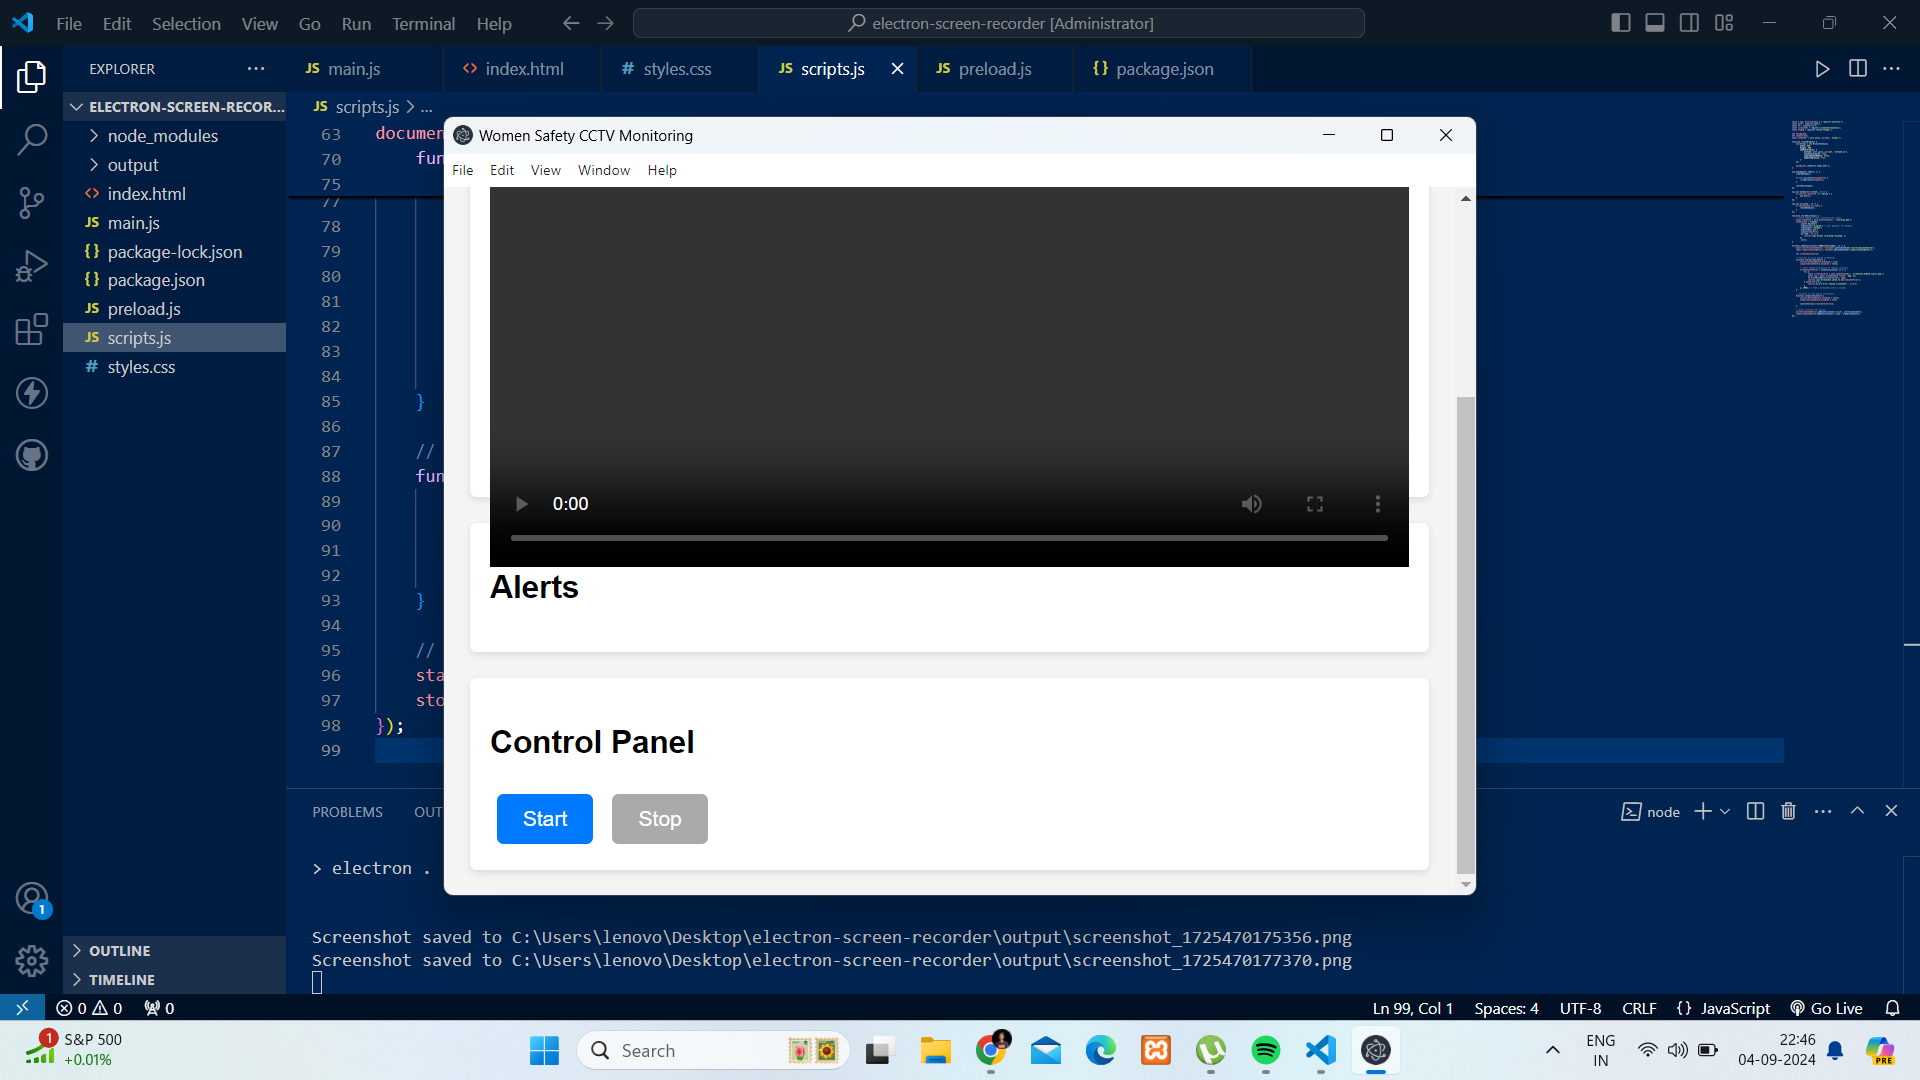 File Edit Selection View Go Run Terminal Help
electron-screen-recorder [Administrator]
EXPLORER
main.js
index.html
styles.css
scripts.js
preload.js
package.json
ELECTRON-SCREEN-RECOR...
node_modules
output
index.html
main.js
package-lock.json
package.json
preload.js
scripts.js
styles.css
scripts.js > ...
63 documen
70 fun
75
77
78
79
80
81
82
83
84
85 }
86
87 //
88 fun
89
90
91
92
93 }
94
95 //
96 sta
97 sto
98 });
99
Women Safety CCTV Monitoring
File Edit View Window Help
0:00
Alerts
Control Panel
Start Stop
PROBLEMS OUT
node
> electron .
Screenshot saved to C:\Users\lenovo\Desktop\electron-screen-recorder\output\screenshot_1725470175356.png
Screenshot saved to C:\Users\lenovo\Desktop\electron-screen-recorder\output\screenshot_1725470177370.png
1
OUTLINE
TIMELINE
0 0 0
Ln 99, Col 1 Spaces: 4 UTF-8 CRLF {} JavaScript Go Live
1
S&P 500
+0.01%
Search
ENG
IN
22:46
04-09-2024
PRE